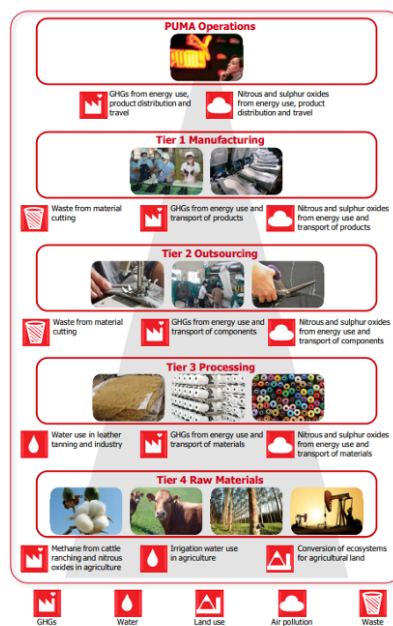 PUMA Operations
GHGs from energy use,
product distribution and
travel
Nitrous and sulphur oxides
from energy use, product
distribution and travel
Tier 1 Manufacturing
Waste from material
cutting
GHGs from energy use and
transport of products
Nitrous and sulphur oxides
from energy use and
transport of products
Tier 2 Outsourcing
Waste from material
cutting
GHGs from energy use and
transport of components
Nitrous and sulphur oxides
from energy use and
transport of components
Tier 3 Processing
Water use in leather
tanning and industry
GHGs from energy use and
transport of materials
Nitrous and sulphur oxides
from energy use and
transport of materials
Tier 4 Raw Materials
Methane from cattle
ranching and nitrous
oxides in agriculture
Irrigation water use
in agriculture
Conversion of ecosystems
for agricultural land
GHGs
Water
Land use
Air pollution
Waste